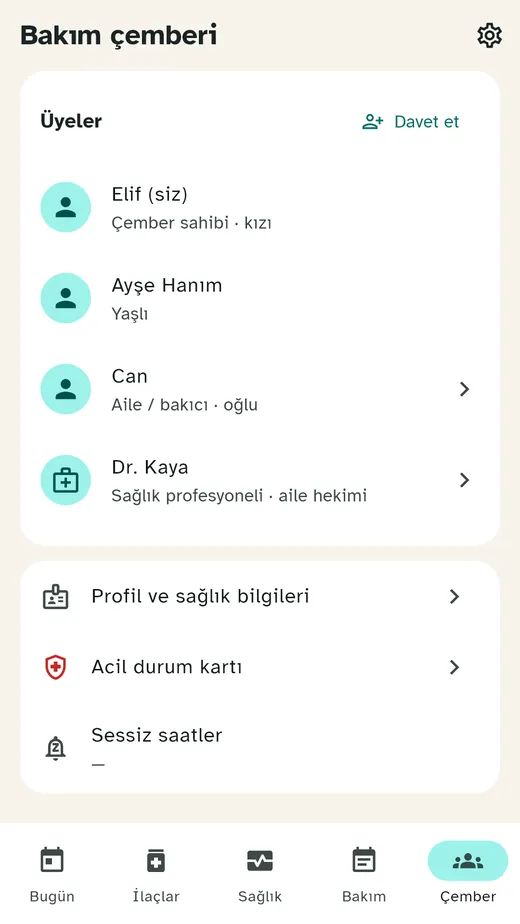 Bakım çemberi
Üyeler
Davet et
Elif (siz)
Çember sahibi · kızı
Ayşe Hanım
Yaşlı
Can
Aile / bakıcı · oğlu
Dr. Kaya
Sağlık profesyoneli · aile hekimi
Profil ve sağlık bilgileri
Acil durum kartı
Sessiz saatler
—
Bugün
İlaçlar
Sağlık
Bakım
Çember